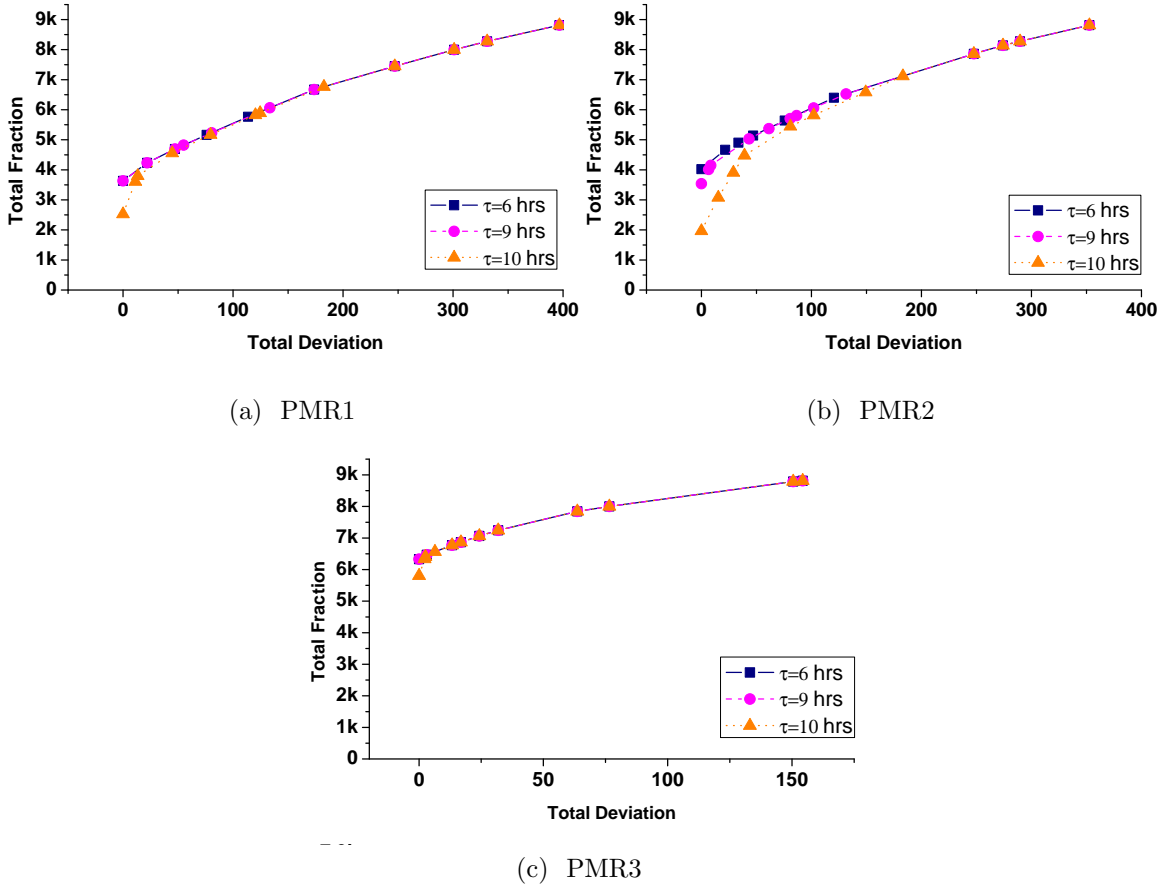 9k
8k
7k
6k
5k
4k
3k
2k
1k
0
Total Fraction
0 100 200 300 400
Total Deviation
τ=6 hrs
τ=9 hrs
τ=10 hrs
(a) PMR1
9k
8k
7k
6k
5k
4k
3k
2k
1k
0
Total Fraction
0 100 200 300 400
Total Deviation
τ=6 hrs
τ=9 hrs
τ=10 hrs
(b) PMR2
9k
8k
7k
6k
5k
4k
3k
2k
1k
0
Total Fraction
0 50 100 150
Total Deviation
τ=6 hrs
τ=9 hrs
τ=10 hrs
(c) PMR3